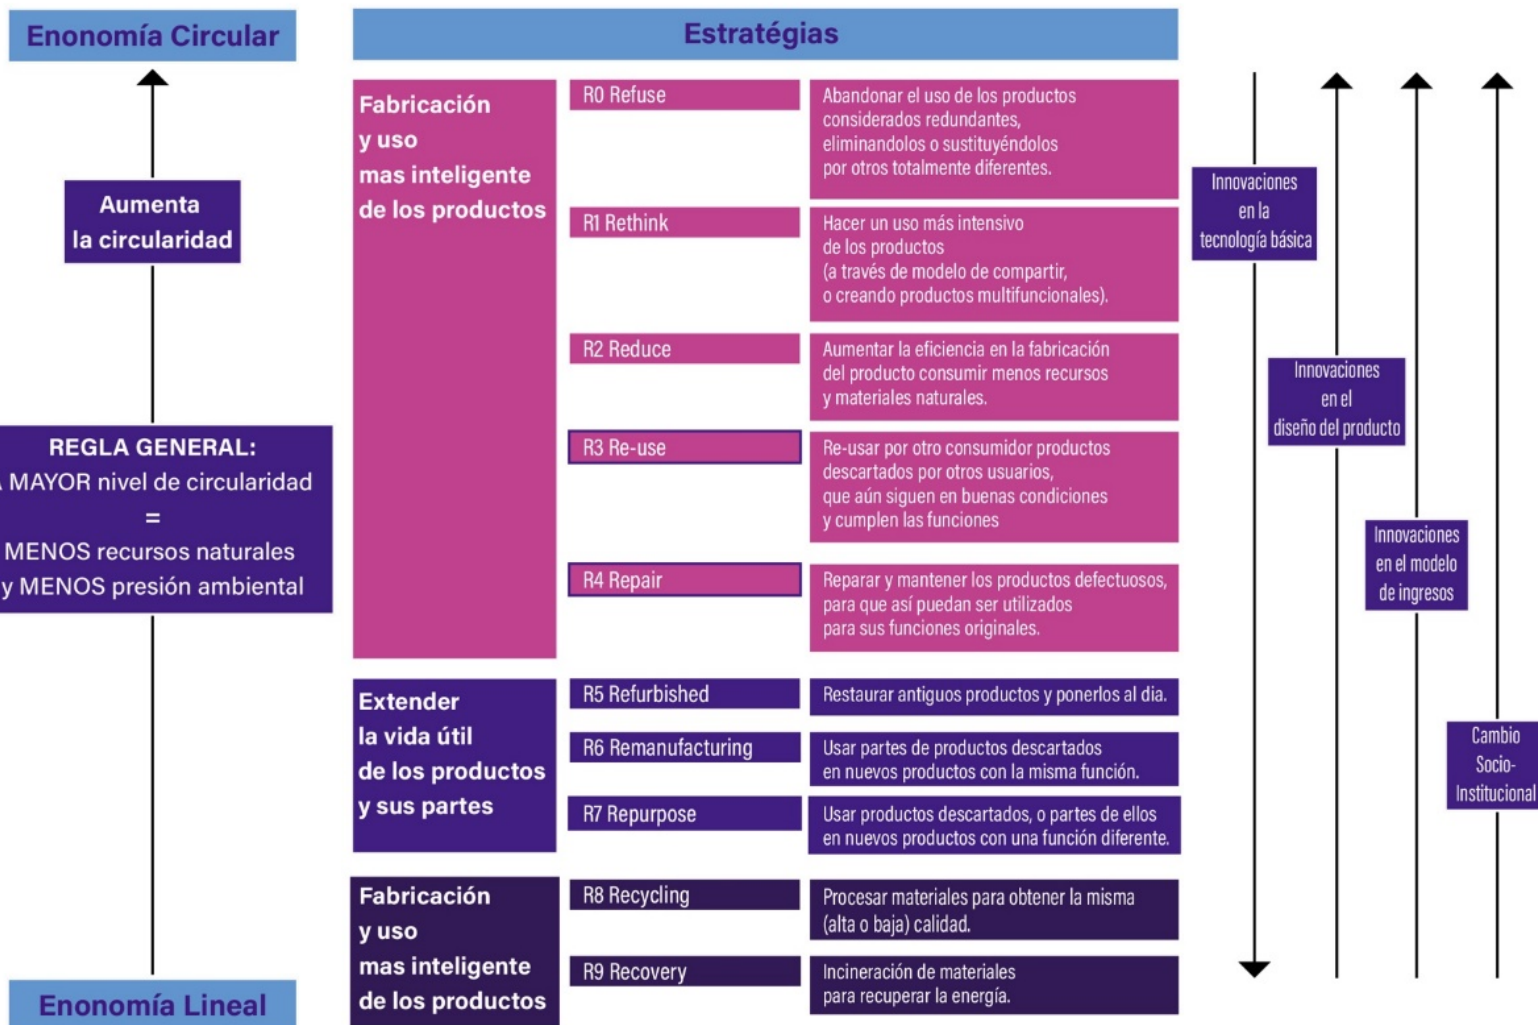 Enonomía Circular
Aumenta
la circularidad
REGLA GENERAL:
A MAYOR nivel de circularidad
=
MENOS recursos naturales
y MENOS presión ambiental
Enonomía Lineal
Estratégias
Fabricación
y uso
mas inteligente
de los productos
R0 Refuse
Abandonar el uso de los productos
considerados redundantes,
eliminandolos o sustituyéndolos
por otros totalmente diferentes.
R1 Rethink
Hacer un uso más intensivo
de los productos
(a través de modelo de compartir,
o creando productos multifuncionales).
R2 Reduce
Aumentar la eficiencia en la fabricación
del producto consumir menos recursos
y materiales naturales.
R3 Re-use
Re-usar por otro consumidor productos
descartados por otros usuarios,
que aún siguen en buenas condiciones
y cumplen las funciones
R4 Repair
Reparar y mantener los productos defectuosos,
para que así puedan ser utilizados
para sus funciones originales.
Extender
la vida útil
de los productos
y sus partes
R5 Refurbished
Restaurar antiguos productos y ponerlos al dia.
R6 Remanufacturing
Usar partes de productos descartados
en nuevos productos con la misma función.
R7 Repurpose
Usar productos descartados, o partes de ellos
en nuevos productos con una función diferente.
Fabricación
y uso
mas inteligente
de los productos
R8 Recycling
Procesar materiales para obtener la misma
(alta o baja) calidad.
R9 Recovery
Incineración de materiales
para recuperar la energía.
Innovaciones
en la
tecnología básica
Innovaciones
en el
diseño del producto
Innovaciones
en el modelo
de ingresos
Cambio
Socio-
Institucional